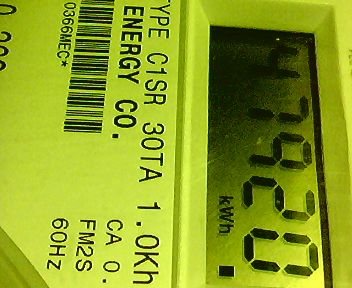 47920
kWh
TYPE C1SR 30TA 1.0Kh
ENERGY CO.
CA 0.
FM2S
60HZ
0366MEC*